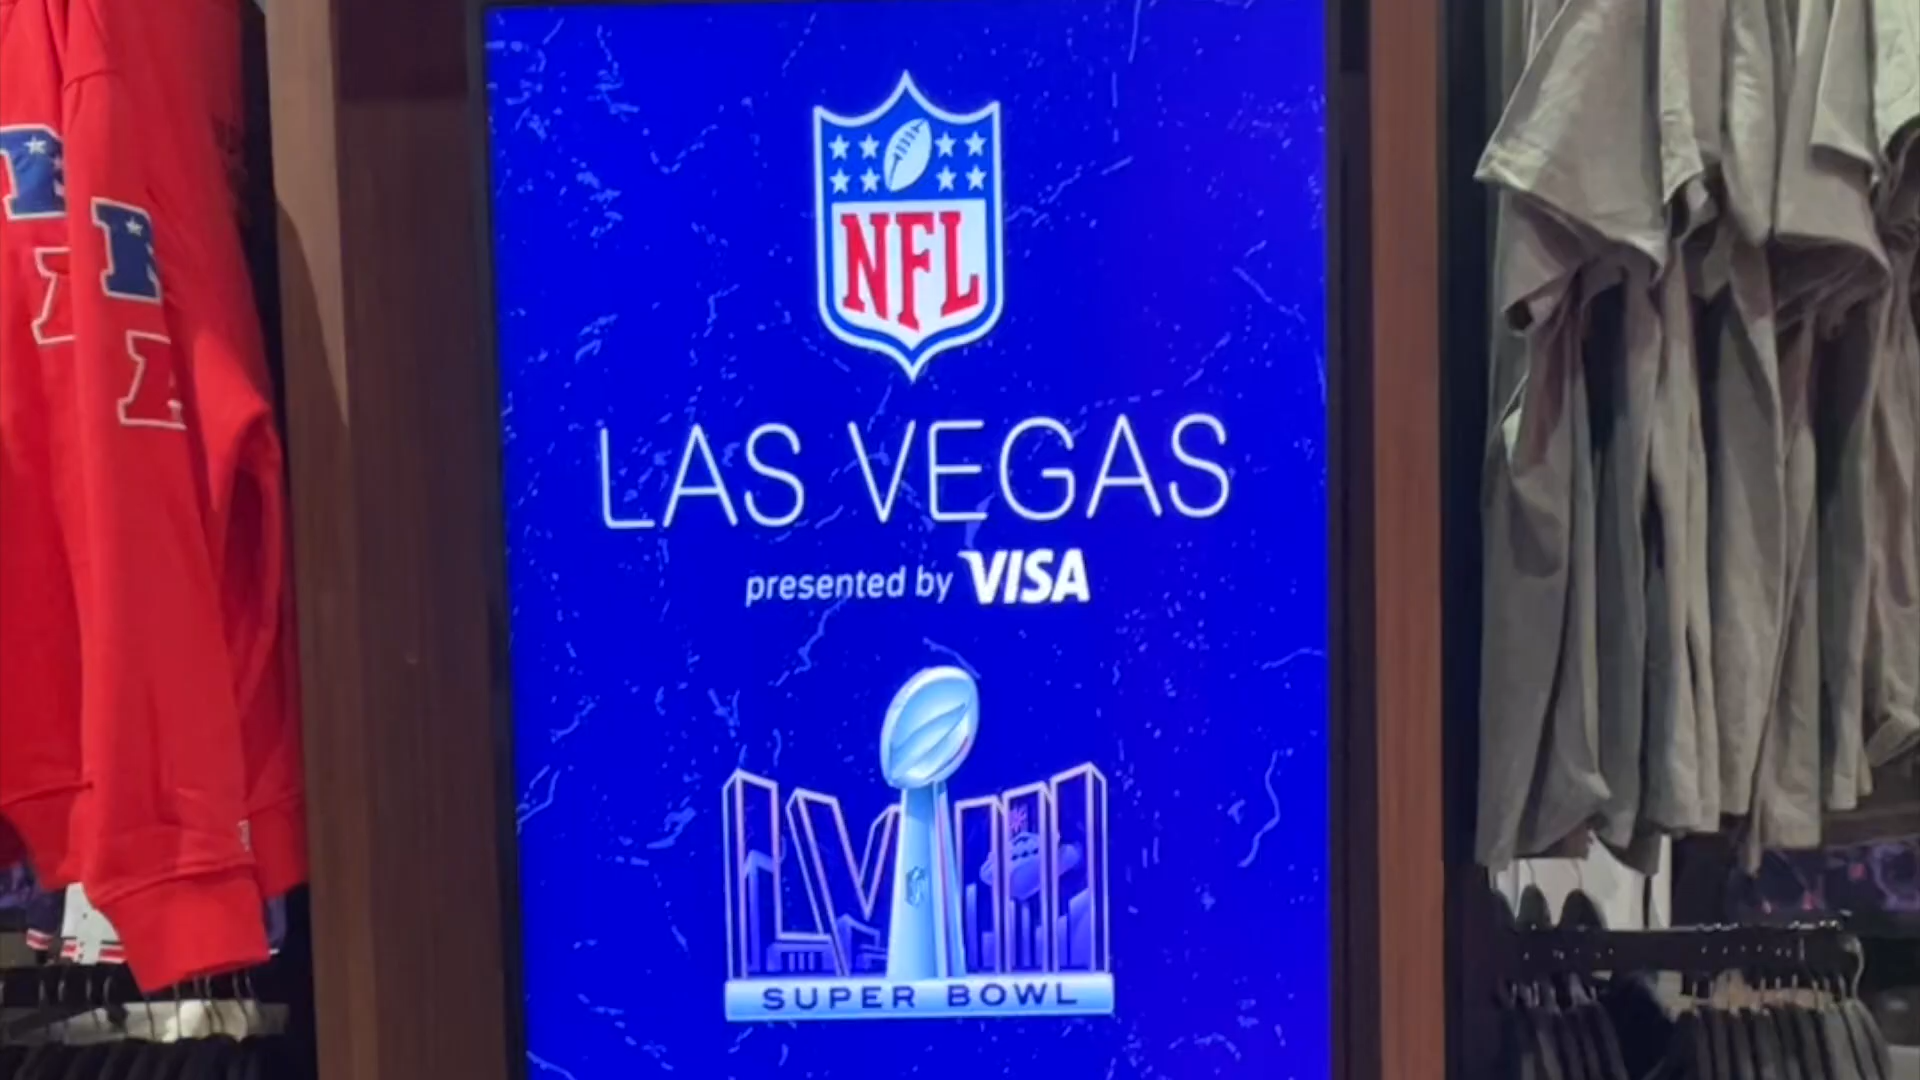 NFL
LAS VEGAS
presented by VISA
LVIII
SUPER BOWL